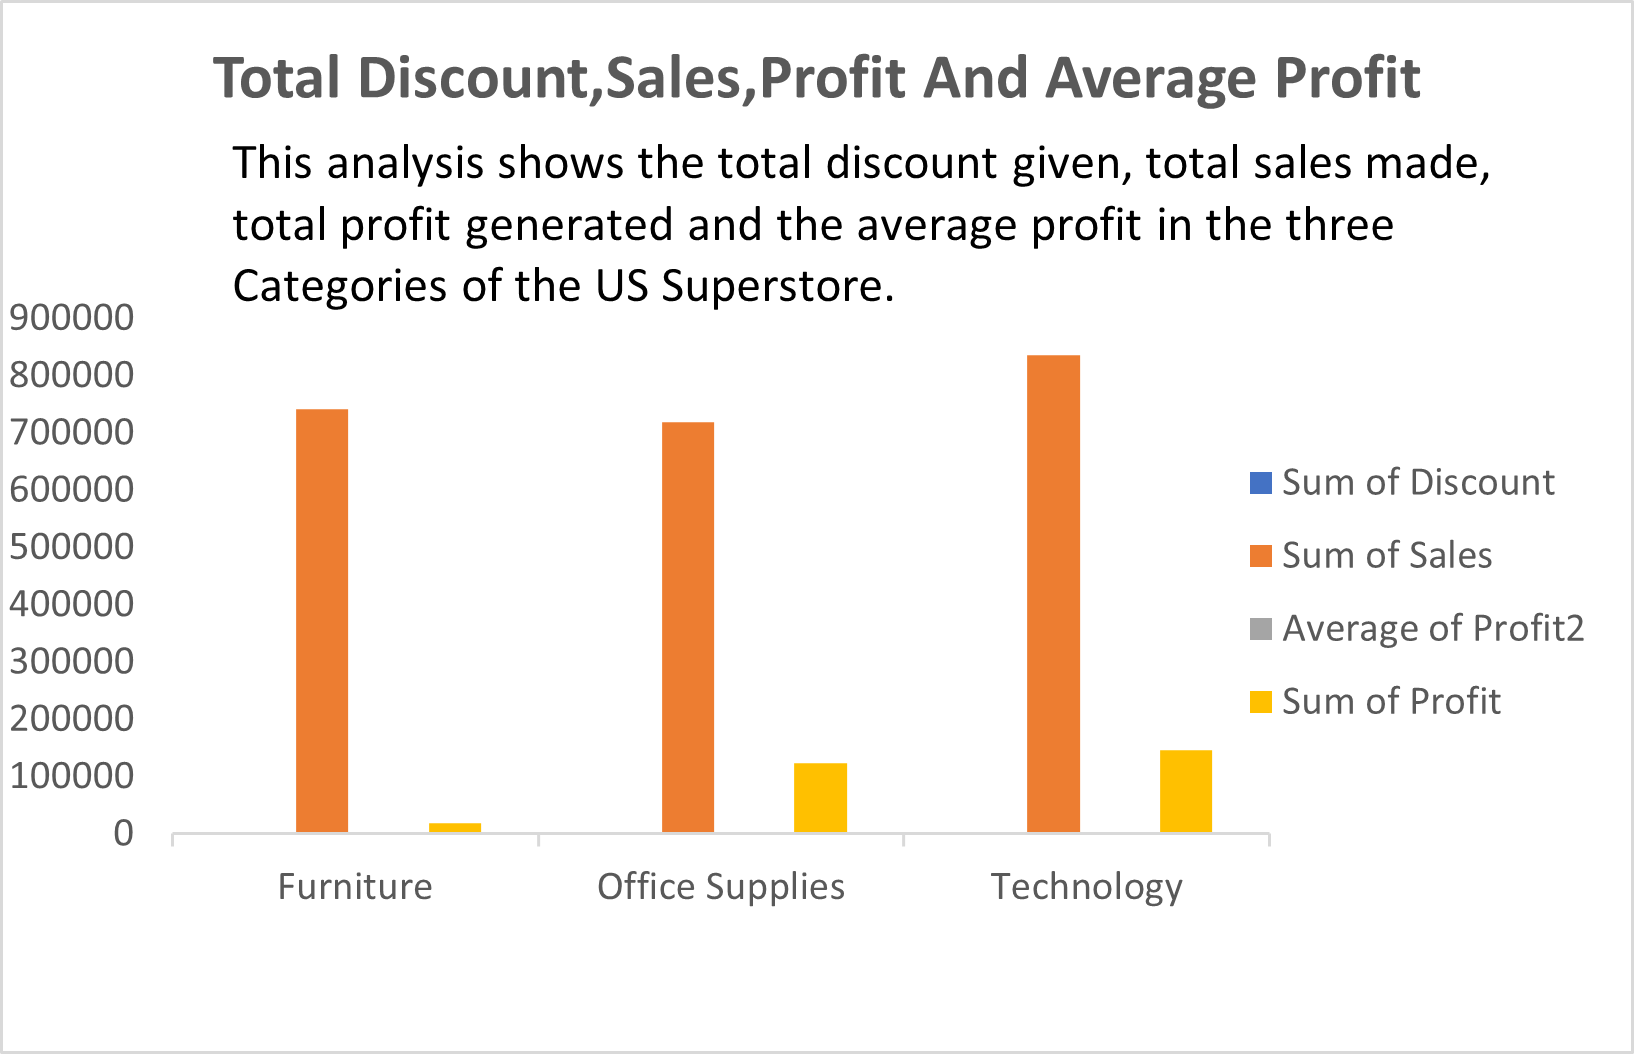 Total Discount,Sales,Profit And Average Profit
This analysis shows the total discount given, total sales made,
total profit generated and the average profit in the three
Categories of the US Superstore.
900000
800000
700000
600000
500000
400000
300000
200000
100000
0
Furniture
Office Supplies
Technology
Sum of Discount
Sum of Sales
Average of Profit2
Sum of Profit